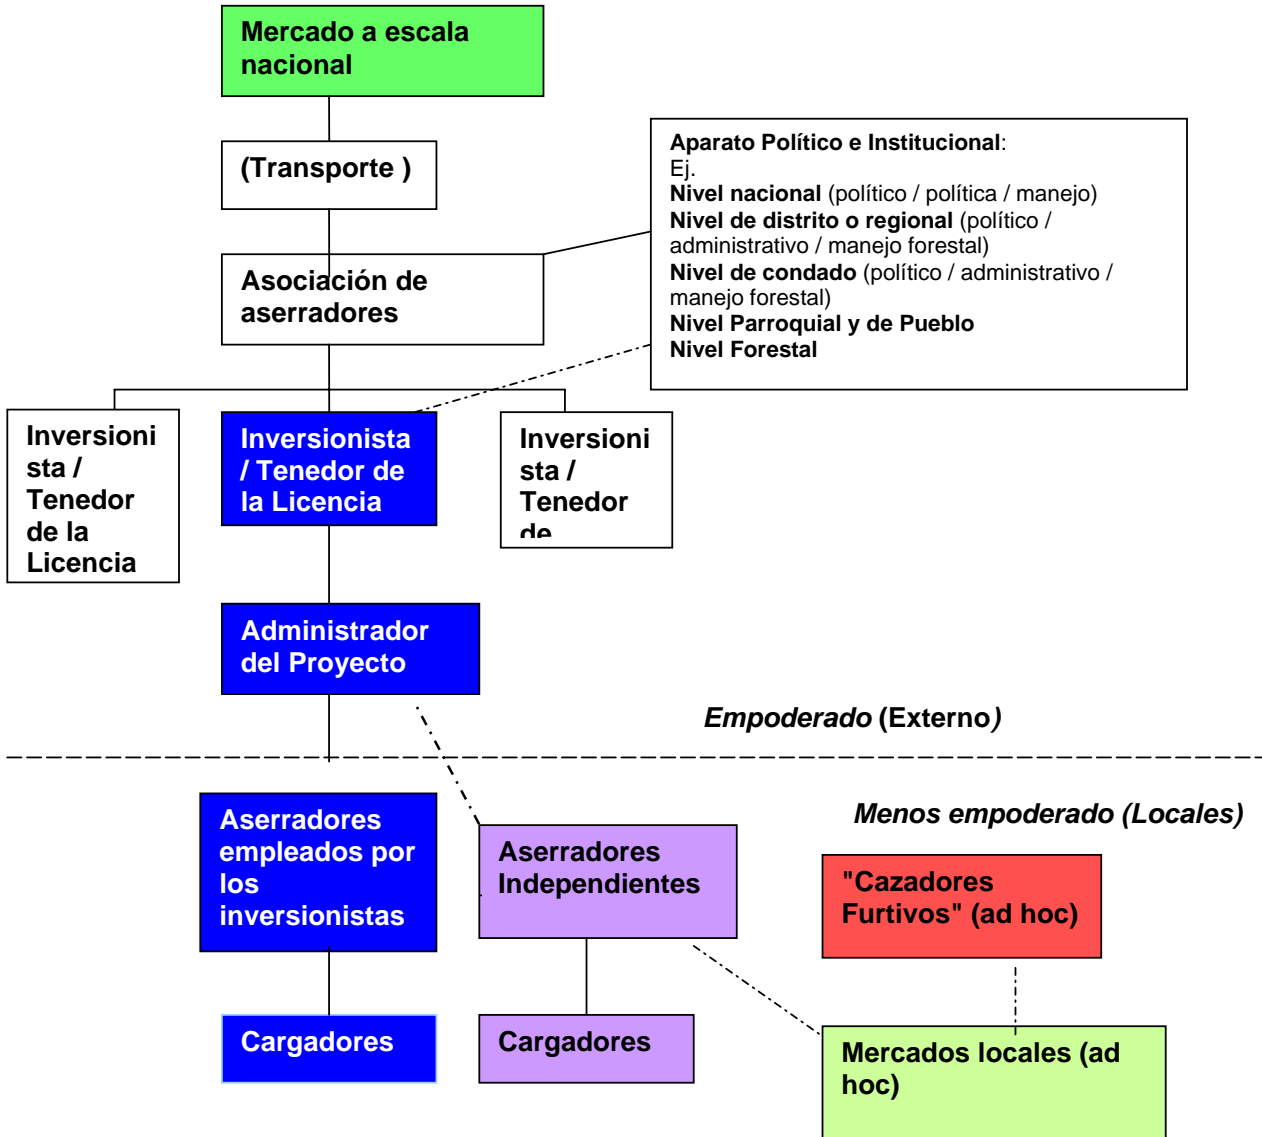 Mercado a escala
nacional
(Transporte )
Aparato Político e Institucional:
Ej.
Nivel nacional (político / política / manejo)
Nivel de distrito o regional (político /
administrativo / manejo forestal)
Nivel de condado (político / administrativo /
manejo forestal)
Nivel Parroquial y de Pueblo
Nivel Forestal
Asociación de
aserradores
Inversioni
sta /
Tenedor
de la
Licencia
Inversionista
/ Tenedor de
la Licencia
Inversioni
sta /
Tenedor
de
Administrador
del Proyecto
Empoderado (Externo)
Menos empoderado (Locales)
Aserradores
empleados por
los
inversionistas
Aserradores
Independientes
"Cazadores
Furtivos" (ad hoc)
Cargadores
Cargadores
Mercados locales (ad
hoc)